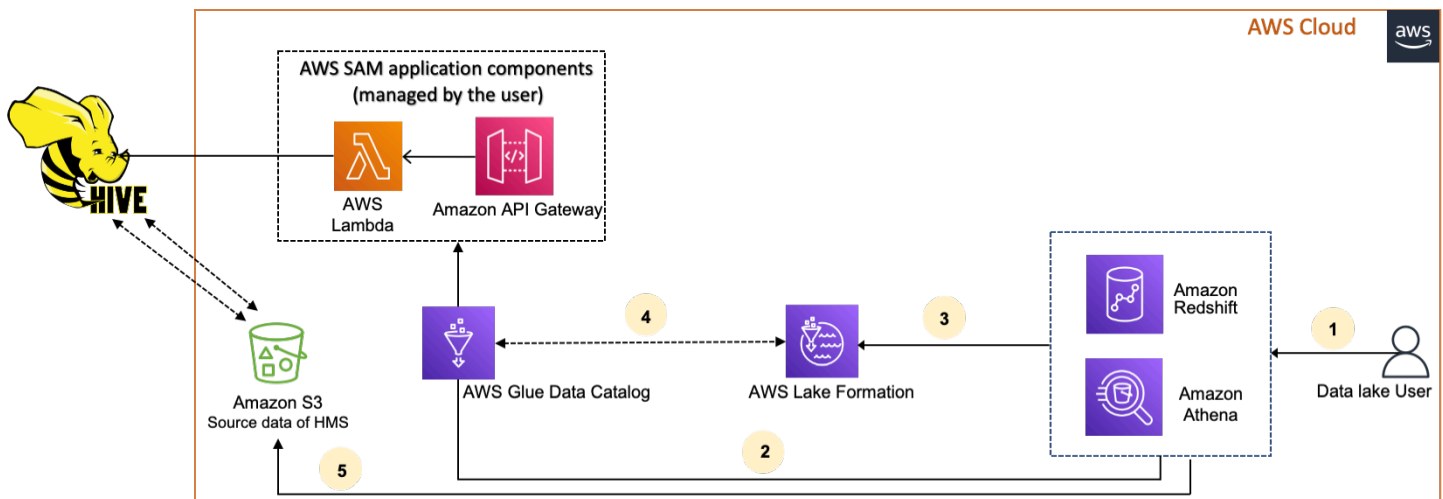 AWS Cloud
aws
AWS SAM application components
(managed by the user)
HIVE
AWS
Lambda
Amazon API Gateway
Amazon
Redshift
1
3
4
Amazon S3
Source data of HMS
AWS Glue Data Catalog
AWS Lake Formation
Amazon
Athena
Data lake User
2
5